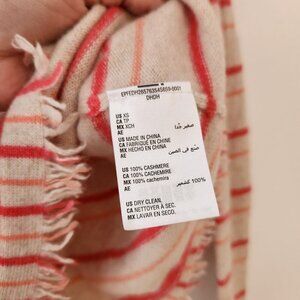 DHDH
US XS
CA TP
MX XCH
AE صغير جداً
US MADE IN CHINA
CA FABRIQUÉ EN CHINE
MX HECHO EN CHINA
AE صنع في الصين
US 100% CASHMERE
CA 100% CACHEMIRE
MX 100% cachemira
AE 100% كشمير
US DRY CLEAN.
CA NETTOYER À SEC.
MX LAVAR EN SECO.